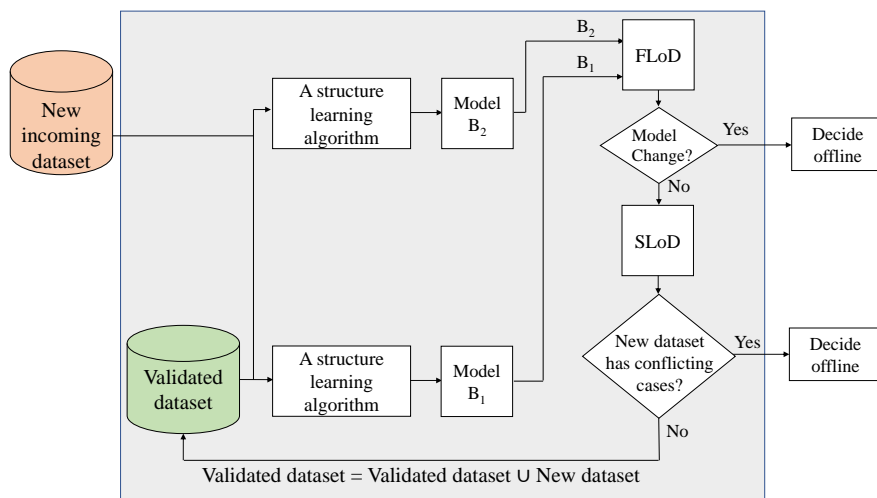 B₂
B₁
FLoD
New
incoming
dataset
A structure
learning
algorithm
Model
B₂
Model
Change?
Yes
Decide
offline
No
SLoD
Validated
dataset
A structure
learning
algorithm
Model
B₁
New dataset
has conflicting
cases?
Yes
Decide
offline
No
Validated dataset = Validated dataset ∪ New dataset